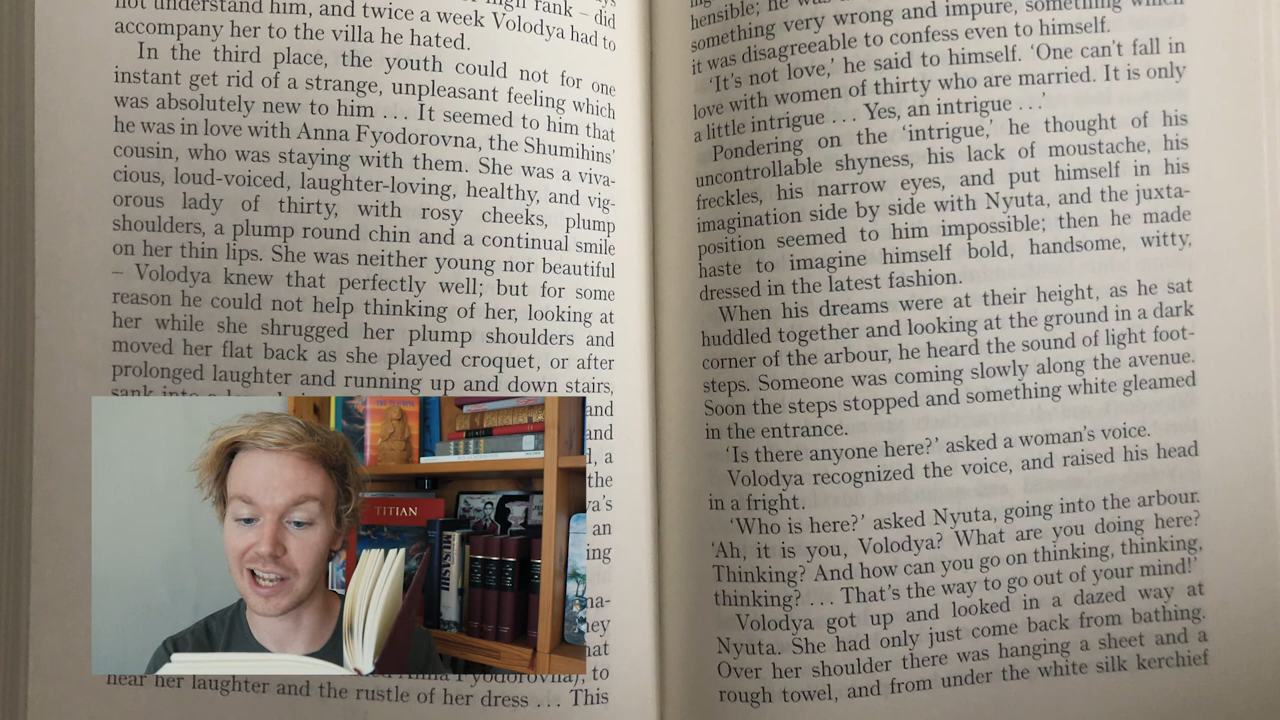 not understand him, and twice a week Volodya had to
accompany her to the villa he hated.
In the third place, the youth could not for one
instant get rid of a strange, unpleasant feeling which
was absolutely new to him ... It seemed to him that
he was in love with Anna Fyodorovna, the Shumihins'
cousin, who was staying with them. She was a viva-
cious, loud-voiced, laughter-loving, healthy, and vig-
orous lady of thirty, with rosy cheeks, plump
shoulders, a plump round chin and a continual smile
on her thin lips. She was neither young nor beautiful
– Volodya knew that perfectly well; but for some
reason he could not help thinking of her, looking at
her while she shrugged her plump shoulders and
moved her flat back as she played croquet, or after
prolonged laughter and running up and down stairs,
and
and
a
the
va's
an
ing
ma-
hey
hat
Anna Fyodorovna), to
hear her laughter and the rustle of her dress ... This
something very wrong and impure, something which
it was disagreeable to confess even to himself.
'It's not love,' he said to himself. 'One can't fall in
love with women of thirty who are married. It is only
a little intrigue ... Yes, an intrigue ...'
Pondering on the 'intrigue,' he thought of his
uncontrollable shyness, his lack of moustache, his
freckles, his narrow eyes, and put himself in his
imagination side by side with Nyuta, and the juxta-
position seemed to him impossible; then he made
haste to imagine himself bold, handsome, witty,
dressed in the latest fashion.
When his dreams were at their height, as he sat
huddled together and looking at the ground in a dark
corner of the arbour, he heard the sound of light foot-
steps. Someone was coming slowly along the avenue.
Soon the steps stopped and something white gleamed
in the entrance.
'Is there anyone here?' asked a woman's voice.
Volodya recognized the voice, and raised his head
in a fright.
'Who is here?' asked Nyuta, going into the arbour.
'Ah, it is you, Volodya? What are you doing here?
Thinking? And how can you go on thinking, thinking,
thinking? ... That's the way to go out of your mind!'
Volodya got up and looked in a dazed way at
Nyuta. She had only just come back from bathing.
Over her shoulder there was hanging a sheet and a
rough towel, and from under the white silk kerchief
TITIAN
MUSASHI